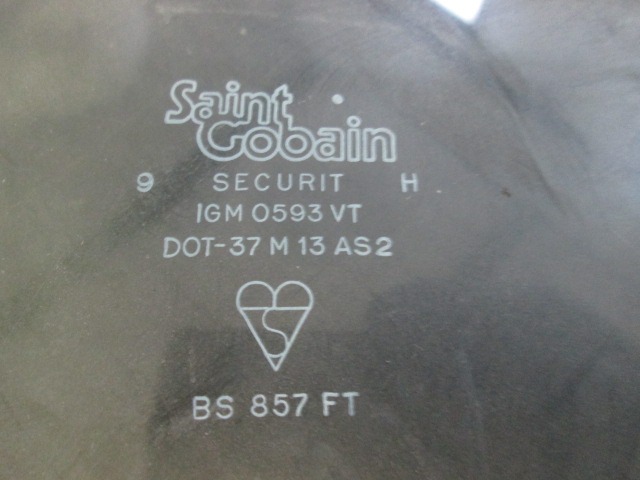 Saint
Gobain
9 SECURIT H
IGM 0593 VT
DOT-37 M 13 AS2
BS 857 FT